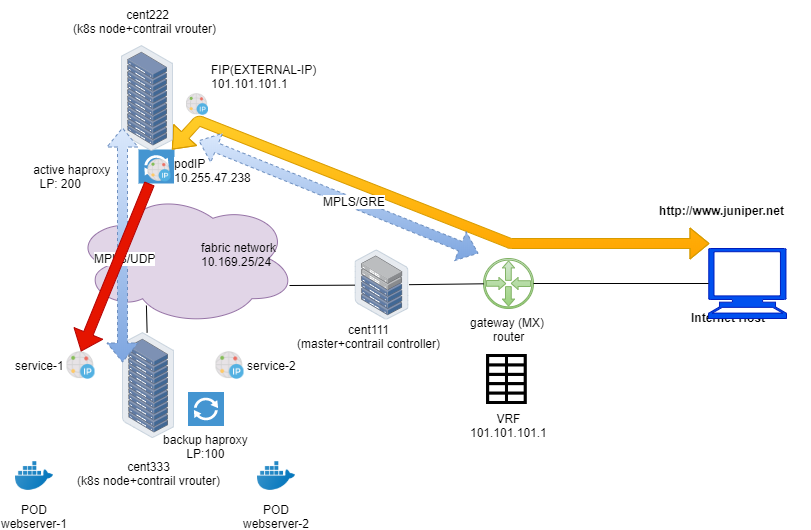 cent222
(k8s node+contrail vrouter)
FIP(EXTERNAL-IP)
101.101.101.1
IP
active haproxy
LP: 200
podIP
10.255.47.238
IP
MPLS/GRE
http://www.juniper.net
fabric network
10.169.25/24
MPLS/UDP
Internet Host
gateway (MX)
router
cent111
(master+contrail controller)
service-1
IP
service-2
IP
VRF
101.101.101.1
backup haproxy
LP:100
cent333
(k8s node+contrail vrouter)
POD
webserver-1
POD
webserver-2